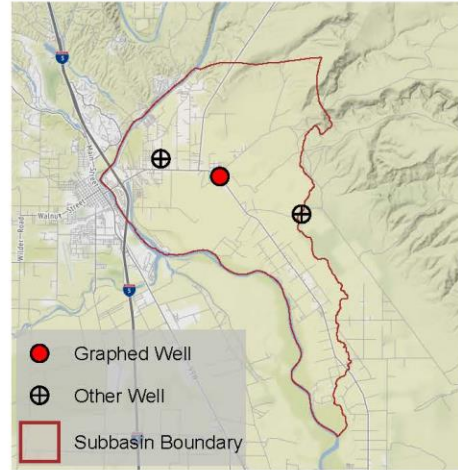 5
Main Street
Walnut Street
Wilder Road
5
Graphed Well
Other Well
Subbasin Boundary